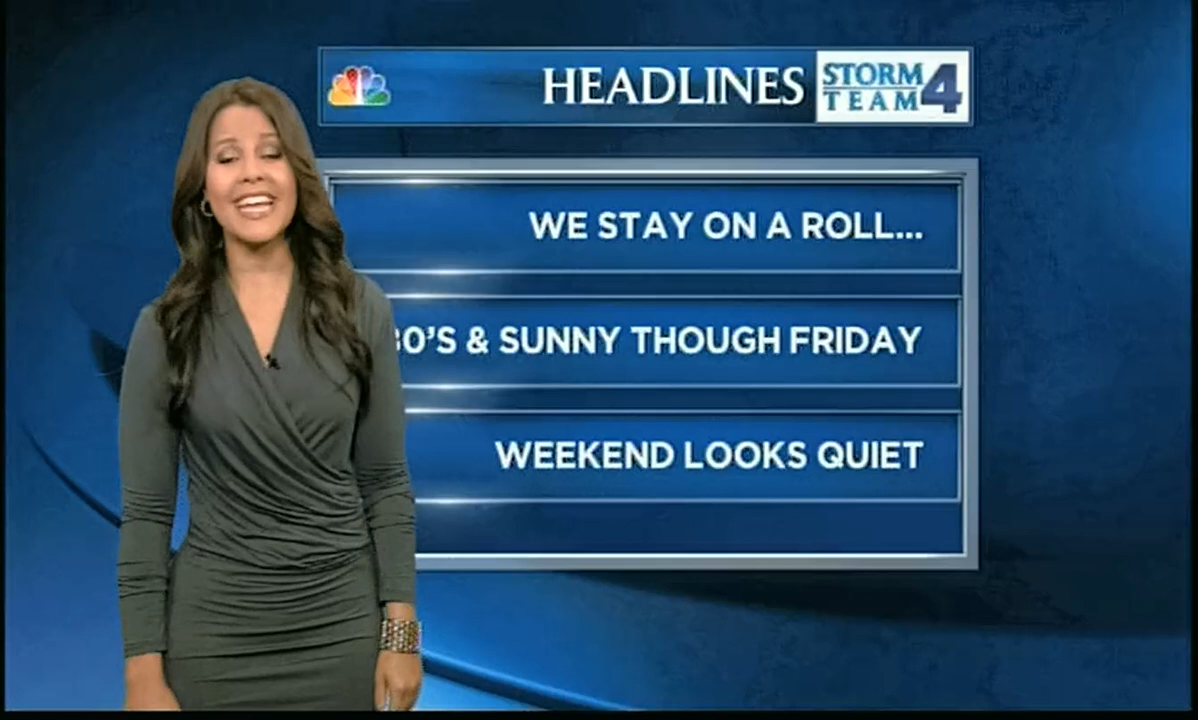 HEADLINES
STORM
TEAM 4
WE STAY ON A ROLL...
0'S & SUNNY THOUGH FRIDAY
WEEKEND LOOKS QUIET